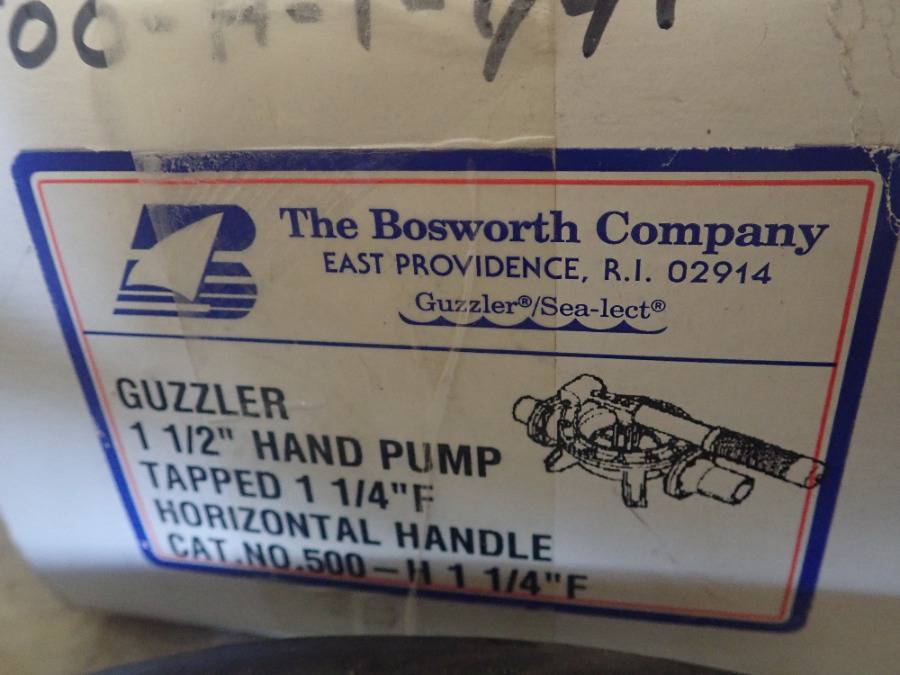 The Bosworth Company
EAST PROVIDENCE, R.I. 02914
Guzzler®/Sea-lect®
GUZZLER
1 1/2" HAND PUMP
TAPPED 1 1/4"F
HORIZONTAL HANDLE
CAT.NO.500-H 1 1/4"F